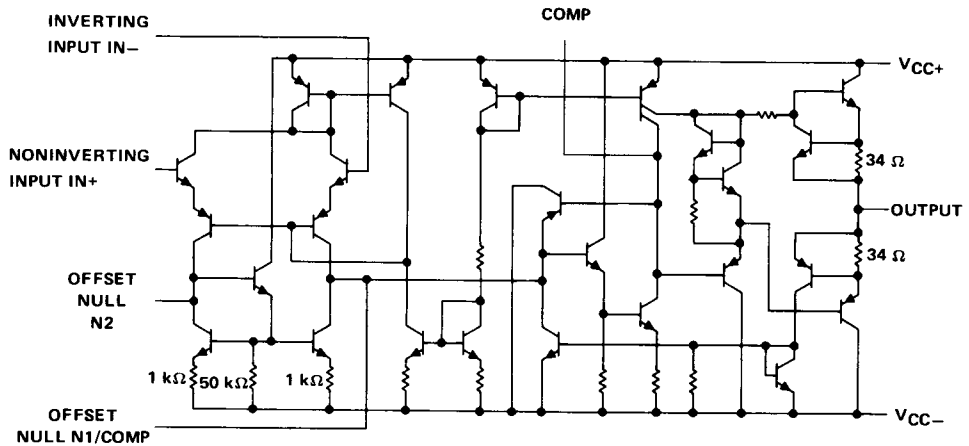 INVERTING
INPUT IN−
COMP
VCC+
NONINVERTING
INPUT IN+
34 Ω
OUTPUT
34 Ω
OFFSET
NULL
N2
1 kΩ
50 kΩ
1 kΩ
OFFSET
NULL N1/COMP
VCC−